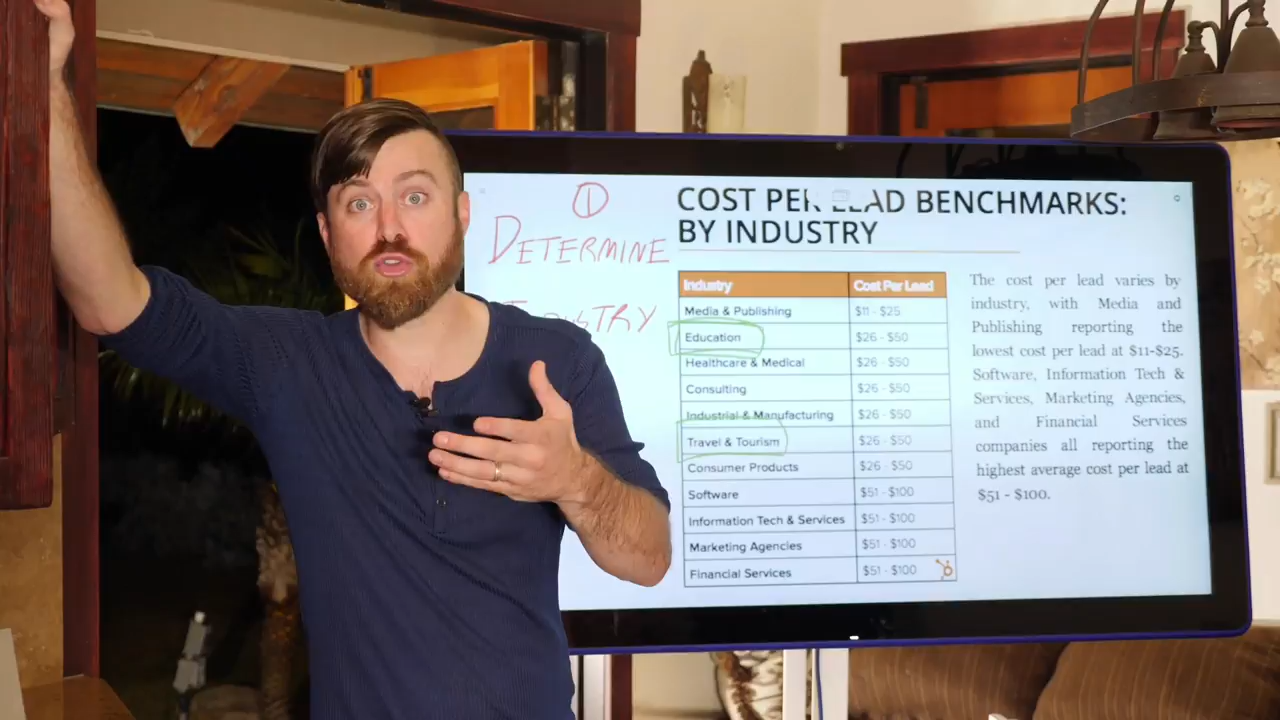 ①
DETERMINE
COST PER LEAD BENCHMARKS:
BY INDUSTRY
Industry Cost Per Lead
Media & Publishing $11 - $25
Education $26 - $50
Healthcare & Medical $26 - $50
Consulting $26 - $50
Industrial & Manufacturing $26 - $50
Travel & Tourism $26 - $50
Consumer Products $26 - $50
Software $51 - $100
Information Tech & Services $51 - $100
Marketing Agencies $51 - $100
Financial Services $51 - $100
The cost per lead varies by
industry, with Media and
Publishing reporting the
lowest cost per lead at $11-$25.
Software, Information Tech &
Services, Marketing Agencies,
and Financial Services
companies all reporting the
highest average cost per lead at
$51 - $100.